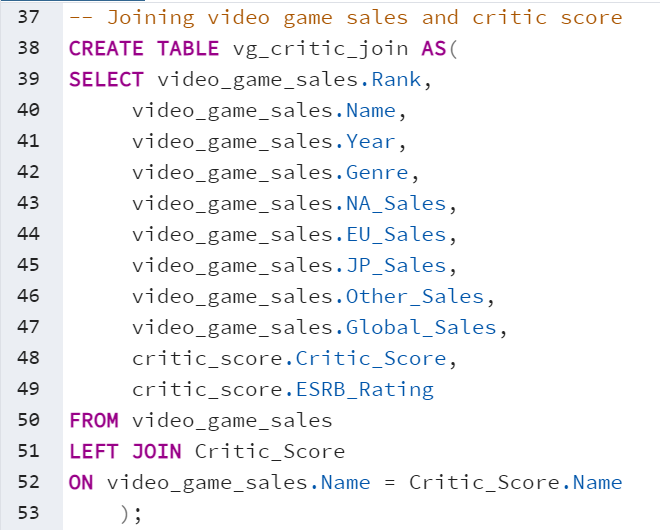 37 -- Joining video game sales and critic score
38 CREATE TABLE vg_critic_join AS(
39 SELECT video_game_sales.Rank,
40 video_game_sales.Name,
41 video_game_sales.Year,
42 video_game_sales.Genre,
43 video_game_sales.NA_Sales,
44 video_game_sales.EU_Sales,
45 video_game_sales.JP_Sales,
46 video_game_sales.Other_Sales,
47 video_game_sales.Global_Sales,
48 critic_score.Critic_Score,
49 critic_score.ESRB_Rating
50 FROM video_game_sales
51 LEFT JOIN Critic_Score
52 ON video_game_sales.Name = Critic_Score.Name
53 );